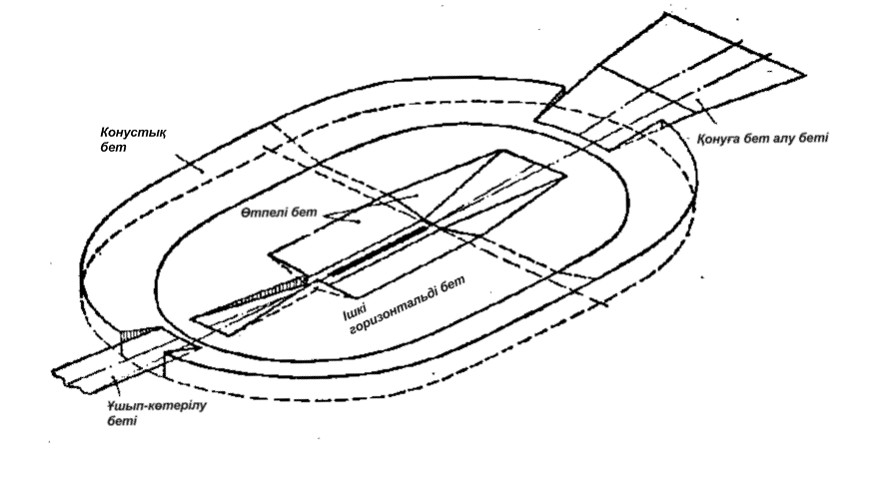 Конустық
бет
Қонуға бет алу беті
Өтпелі бет
Ішкі
горизонтальді бет
Ұшып-көтерілу
беті